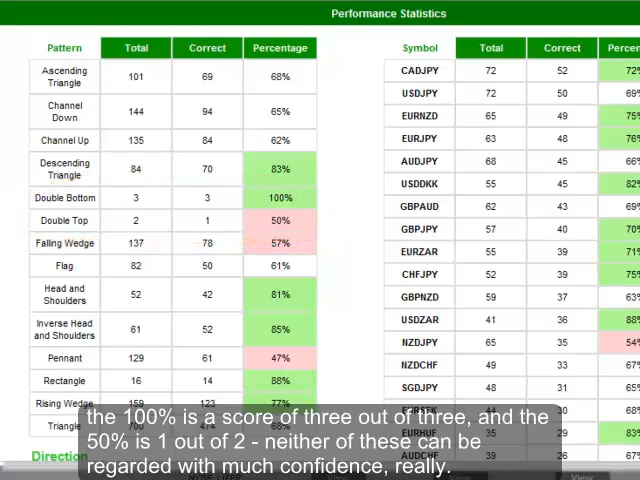 Performance Statistics
Pattern Total Correct Percentage
Ascending Triangle 101 69 68%
Channel Down 144 94 65%
Channel Up 135 84 62%
Descending Triangle 84 70 83%
Double Bottom 3 3 100%
Double Top 2 1 50%
Falling Wedge 137 78 57%
Flag 82 50 61%
Head and Shoulders 52 42 81%
Inverse Head and Shoulders 61 52 85%
Pennant 129 61 47%
Rectangle 16 14 88%
Rising Wedge 159 123 77%
Triangle 700 474 68%
Direction
Symbol Total Correct
CADJPY 72 52 72%
USDJPY 72 50 69%
EURNZD 65 49 75%
EURJPY 63 48 76%
AUDJPY 68 45 66%
USDDKK 55 45 82%
GBPAUD 62 43 69%
GBPJPY 57 40 70%
EURZAR 55 39 71%
CHFJPY 52 39 75%
GBPNZD 59 37 63%
USDZAR 41 36 88%
NZDJPY 65 35 54%
NZDCHF 49 33 67%
SGDJPY 48 31 65%
EURSEK 44 30 68%
EURHUF 35 29 83%
AUDCHF 39 26 67%
the 100% is a score of three out of three, and the
50% is 1 out of 2 - neither of these can be
regarded with much confidence, really.